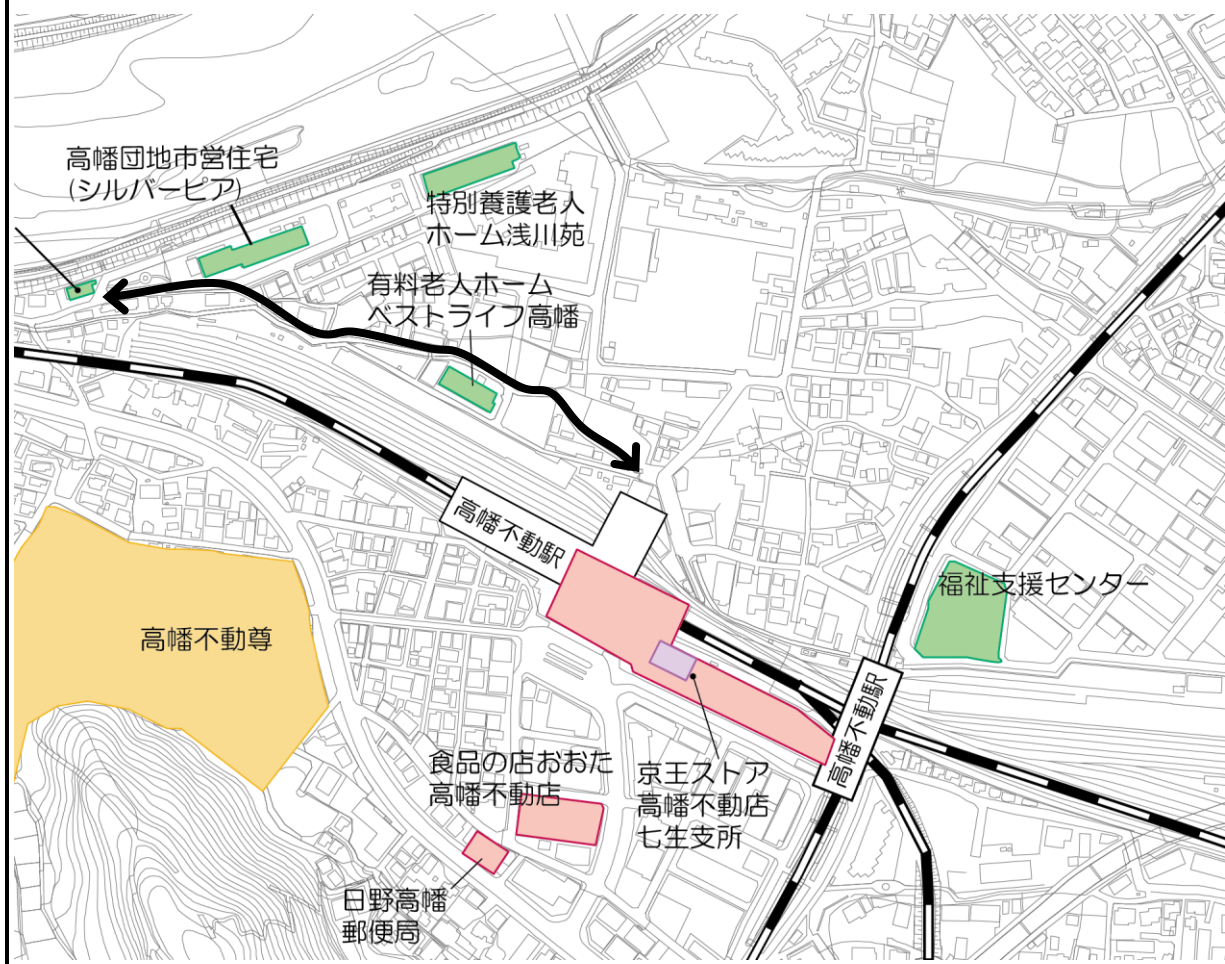 高幡団地市営住宅
(シルバーピア)
特別養護老人
ホーム浅川苑
有料老人ホーム
ベストライフ高幡
高幡不動駅
福祉支援センター
高幡不動尊
高幡不動駅
食品の店おおた
高幡不動店
京王ストア
高幡不動店
七生支所
日野高幡
郵便局